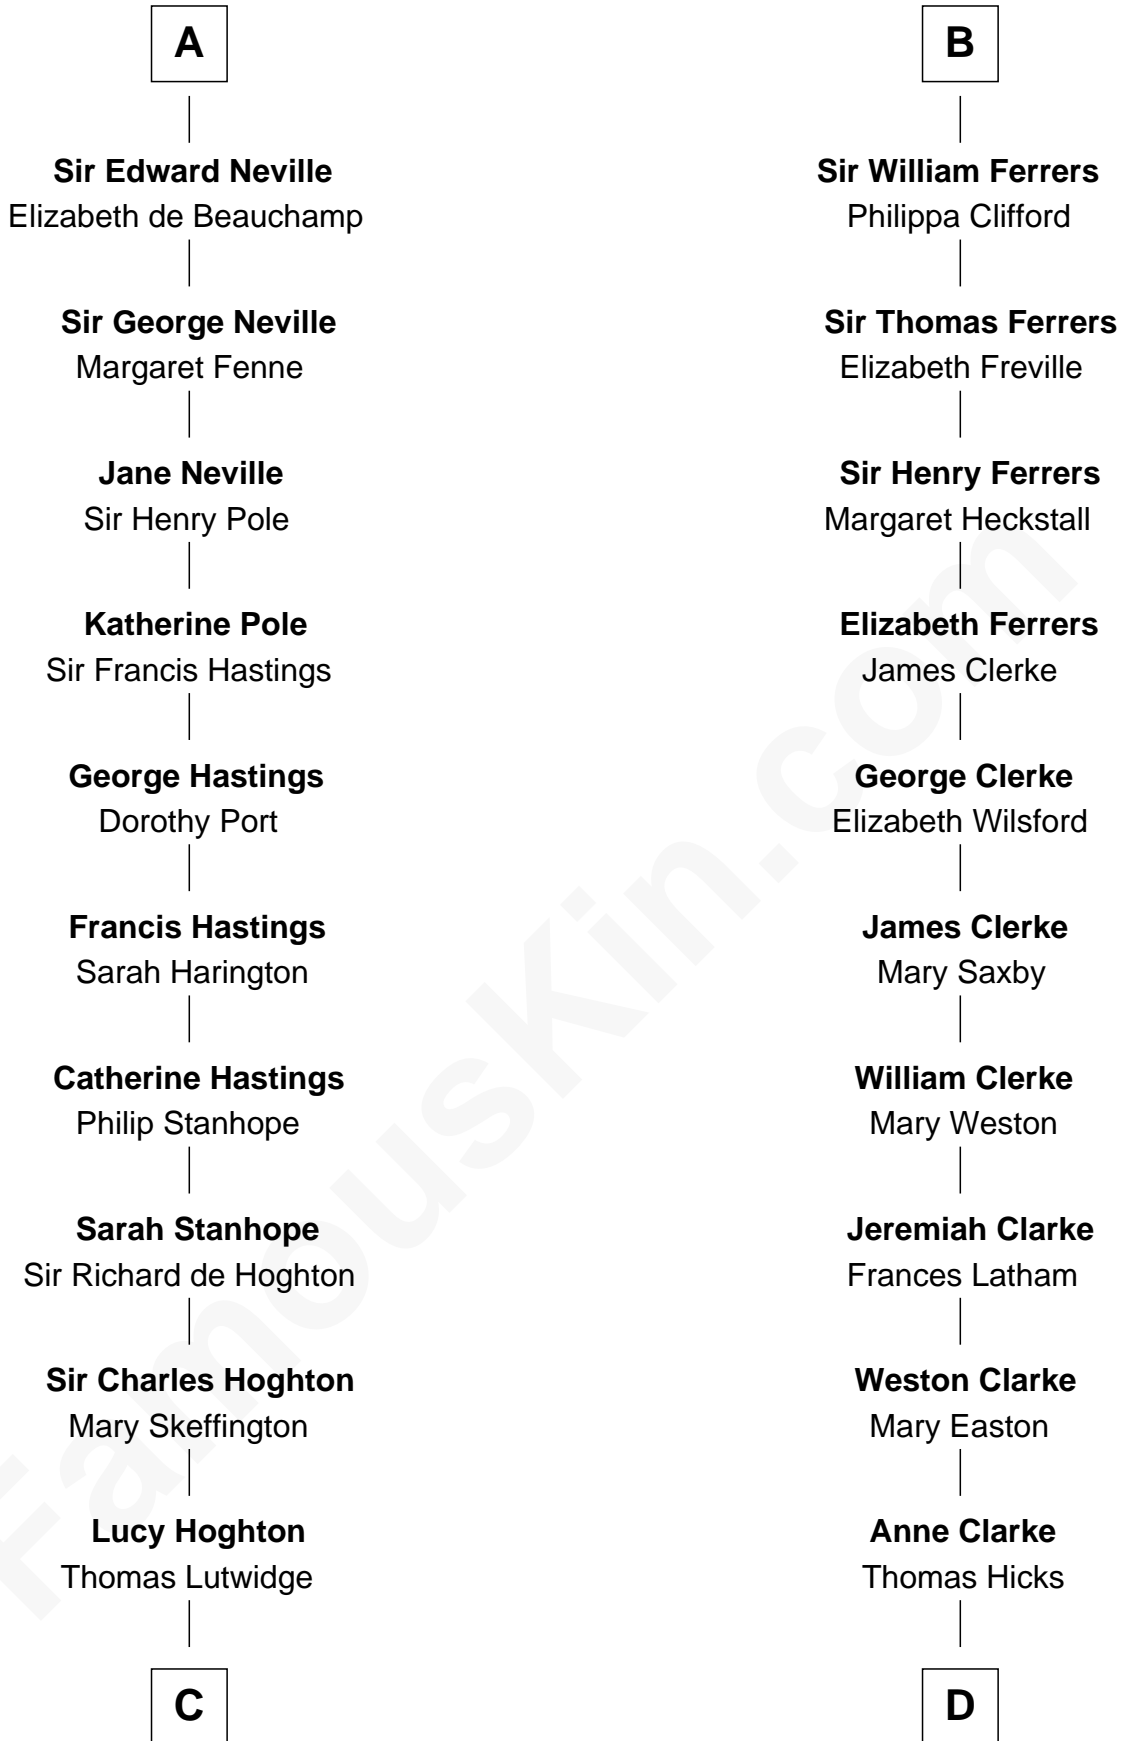 A
Sir Edward Neville
Elizabeth de Beauchamp
Sir George Neville
Margaret Fenne
Jane Neville
Sir Henry Pole
Katherine Pole
Sir Francis Hastings
George Hastings
Dorothy Port
Francis Hastings
Sarah Harington
Catherine Hastings
Philip Stanhope
Sarah Stanhope
Sir Richard de Hoghton
Sir Charles Hoghton
Mary Skeffington
Lucy Hoghton
Thomas Lutwidge
C
B
Sir William Ferrers
Philippa Clifford
Sir Thomas Ferrers
Elizabeth Freville
Sir Henry Ferrers
Margaret Heckstall
Elizabeth Ferrers
James Clerke
George Clerke
Elizabeth Wilsford
James Clerke
Mary Saxby
William Clerke
Mary Weston
Jeremiah Clarke
Frances Latham
Weston Clarke
Mary Easton
Anne Clarke
Thomas Hicks
D
FamousKin.com